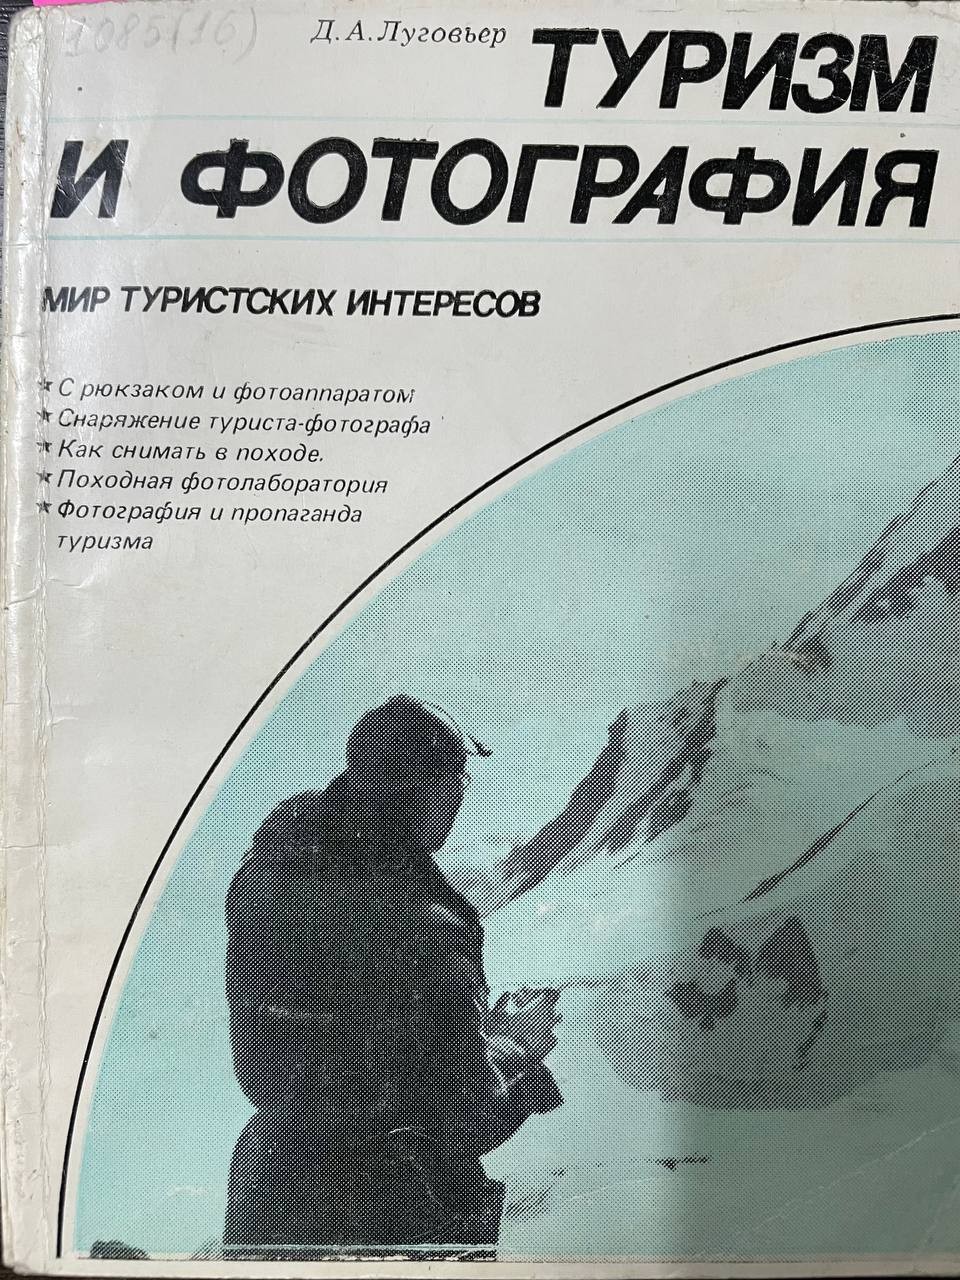 1085(16)
Д. А. Луговьер
ТУРИЗМ
И ФОТОГРАФИЯ
МИР ТУРИСТСКИХ ИНТЕРЕСОВ
★ С рюкзаком и фотоаппаратом
★ Снаряжение туриста-фотографа
★ Как снимать в походе.
★ Походная фотолаборатория
★ Фотография и пропаганда
туризма